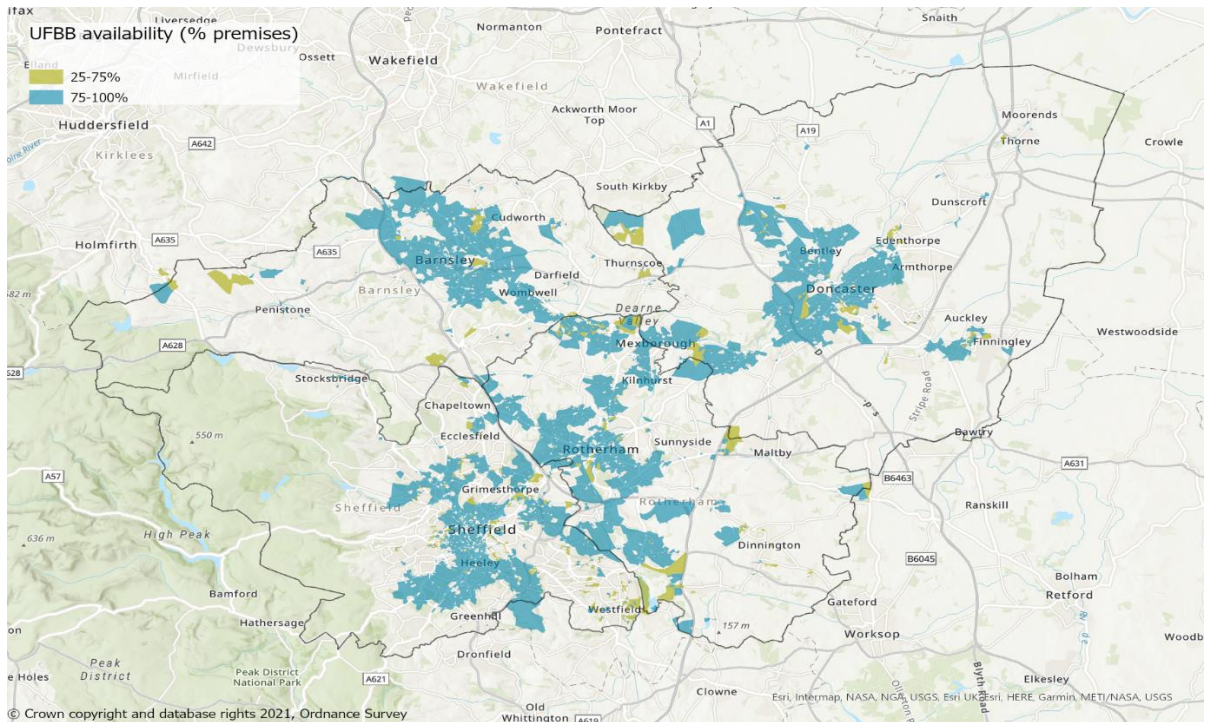 UFBB availability (% premises)
25-75%
75-100%
Liversedge
Dewsbury
Mirfield
Ossett
Normanton
Pontefract
Snaith
Wakefield
Wakefield
Huddersfield
Kirklees
A642
Ackworth Moor
Top
A1
A19
Moorends
Thorne
Crowle
South Kirkby
Cudworth
Dunscroft
Holmfirth
A635
A635
Barnsley
Barnsley
Darfield
Thurnscoe
Bentley
Edenthorpe
Armthorpe
Doncaster
Wombwell
Penistone
Dearne
Valley
Mexborough
Auckley
Finningley
Westwoodside
A628
Stocksbridge
Kilnhurst
Stripe Road
Chapeltown
Ecclesfield
Sunnyside
Maltby
Bawtry
550 m
Rotherham
Rotherham
A631
B6463
A57
Grimesthorpe
Sheffield
Sheffield
Ranskill
High Peak
636 m
Dinnington
B6045
Heeley
Bamford
Hathersage
Greenhill
Westfield
157 m
Gateford
Worksop
Bolham
Retford
Dronfield
Peak
District
Peak District
National Park
A621
Clowne
Old
Whittington
A619
Blyth Road
Elkesley
Esri, Intermap, NASA, NGA, USGS, Esri UK, Esri, HERE, Garmin, METI/NASA, USGS
© Crown copyright and database rights 2021, Ordnance Survey